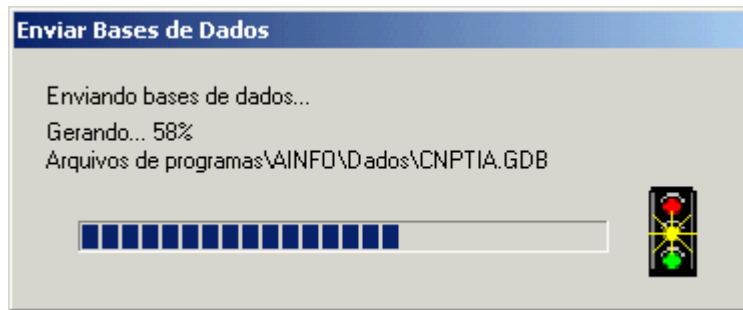 Enviar Bases de Dados
Enviando bases de dados...
Gerando... 58%
Arquivos de programas\AINFO\Dados\CNPTIA.GDB